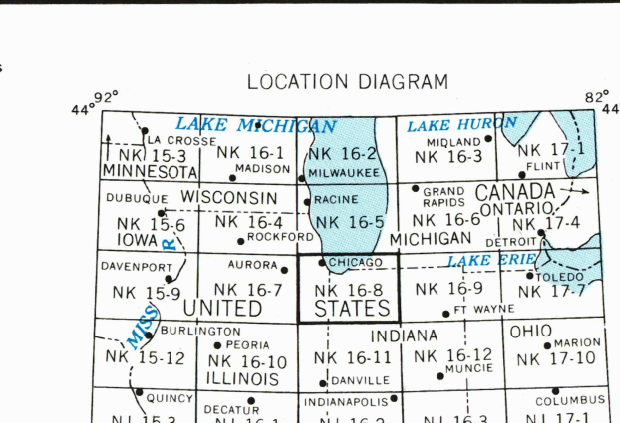 LOCATION DIAGRAM
92°
82°
44°
44
LAKE MICHIGAN
LAKE HURON
LA CROSSE
NK 15-3
MINNESOTA
NK 16-1
MADISON
NK 16-2
MILWAUKEE
MIDLAND
NK 16-3
NK 17-1
FLINT
DUBUQUE
WISCONSIN
RACINE
GRAND
RAPIDS
CANADA
ONTARIO
NK 15-6
IOWA
R
NK 16-4
ROCKFORD
NK 16-5
NK 16-6
MICHIGAN
NK 17-4
DETROIT
DAVENPORT
AURORA
CHICAGO
LAKE ERIE
TOLEDO
NK 15-9
NK 16-7
NK 16-8
NK 16-9
NK 17-7
UNITED STATES
FT WAYNE
MISS
BURLINGTON
PEORIA
INDIANA
OHIO
MARION
NK 15-12
NK 16-10
ILLINOIS
NK 16-11
DANVILLE
NK 16-12
MUNCIE
NK 17-10
QUINCY
DECATUR
INDIANAPOLIS
COLUMBUS